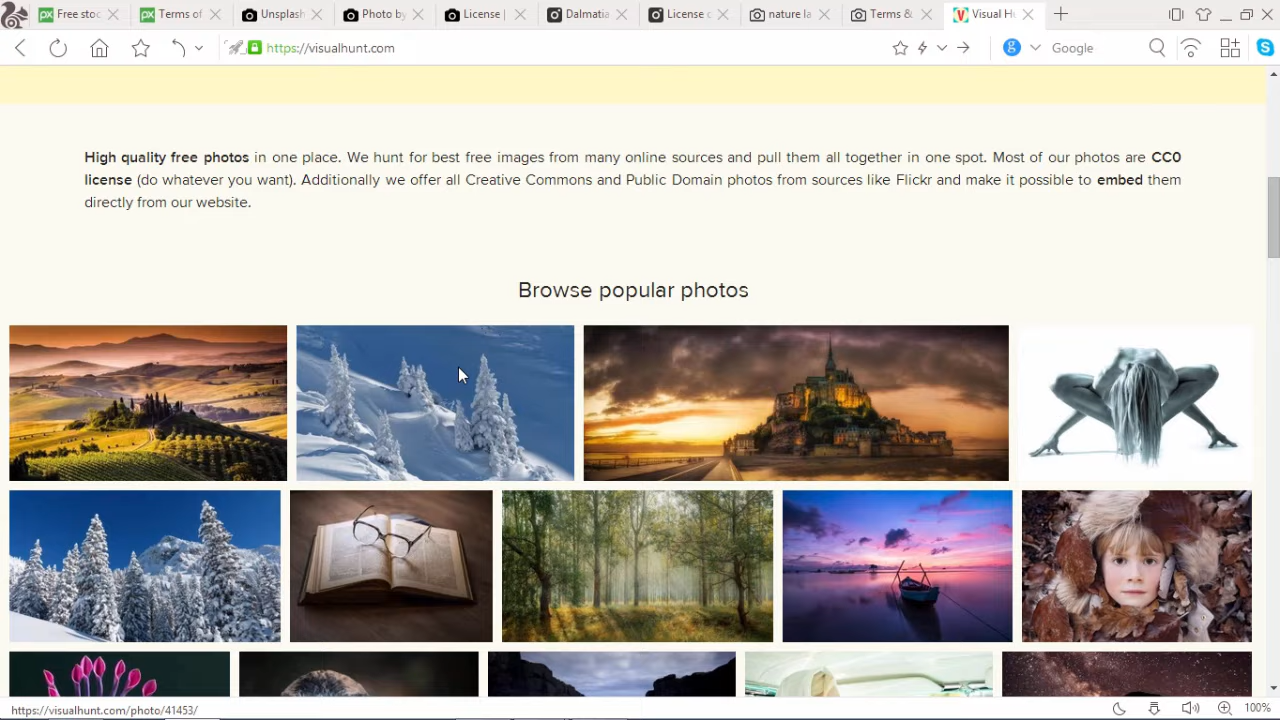 Free stoc
Terms of
Unsplash
Photo by
License |
Dalmatia
License o
nature la
Terms &
Visual Hu
https://visualhunt.com
g
Google
High quality free photos in one place. We hunt for best free images from many online sources and pull them all together in one spot. Most of our photos are CC0
license (do whatever you want). Additionally we offer all Creative Commons and Public Domain photos from sources like Flickr and make it possible to embed them
directly from our website.
Browse popular photos
https://visualhunt.com/photo/41453/
100%